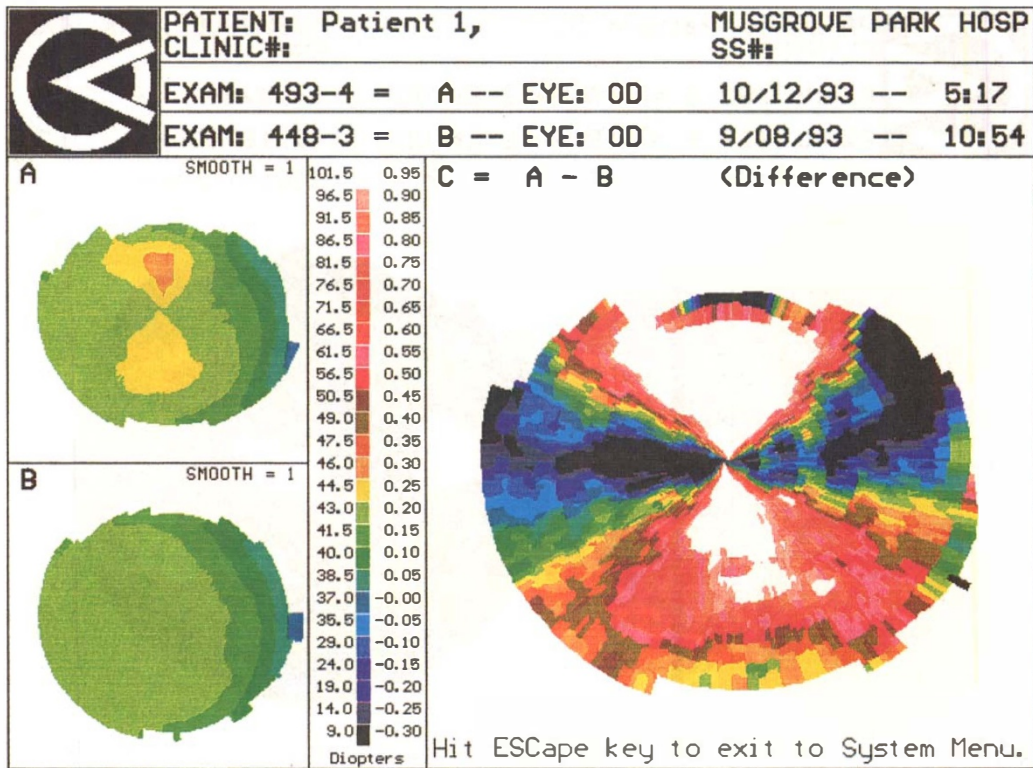 PATIENT: Patient 1, MUSGROVE PARK HOSP
CLINIC#: SS#:
EXAM: 493-4 = A -- EYE: OD 10/12/93 -- 5:17
EXAM: 448-3 = B -- EYE: OD 9/08/93 -- 10:54
A SMOOTH = 1
B SMOOTH = 1
101.5 0.95
96.5 0.90
91.5 0.85
86.5 0.80
81.5 0.75
76.5 0.70
71.5 0.65
66.5 0.60
61.5 0.55
56.5 0.50
50.5 0.45
49.0 0.40
47.5 0.35
46.0 0.30
44.5 0.25
43.0 0.20
41.5 0.15
40.0 0.10
38.5 0.05
37.0 -0.00
35.5 -0.05
29.0 -0.10
24.0 -0.15
19.0 -0.20
14.0 -0.25
9.0 -0.30
Diopters
C = A - B (Difference)
Hit ESCape key to exit to System Menu.